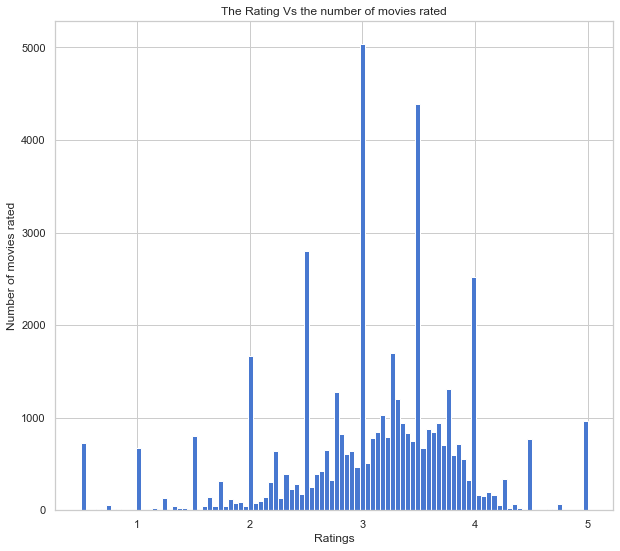 The Rating Vs the number of movies rated
Number of movies rated
5000
4000
3000
2000
1000
0
1 2 3 4 5
Ratings